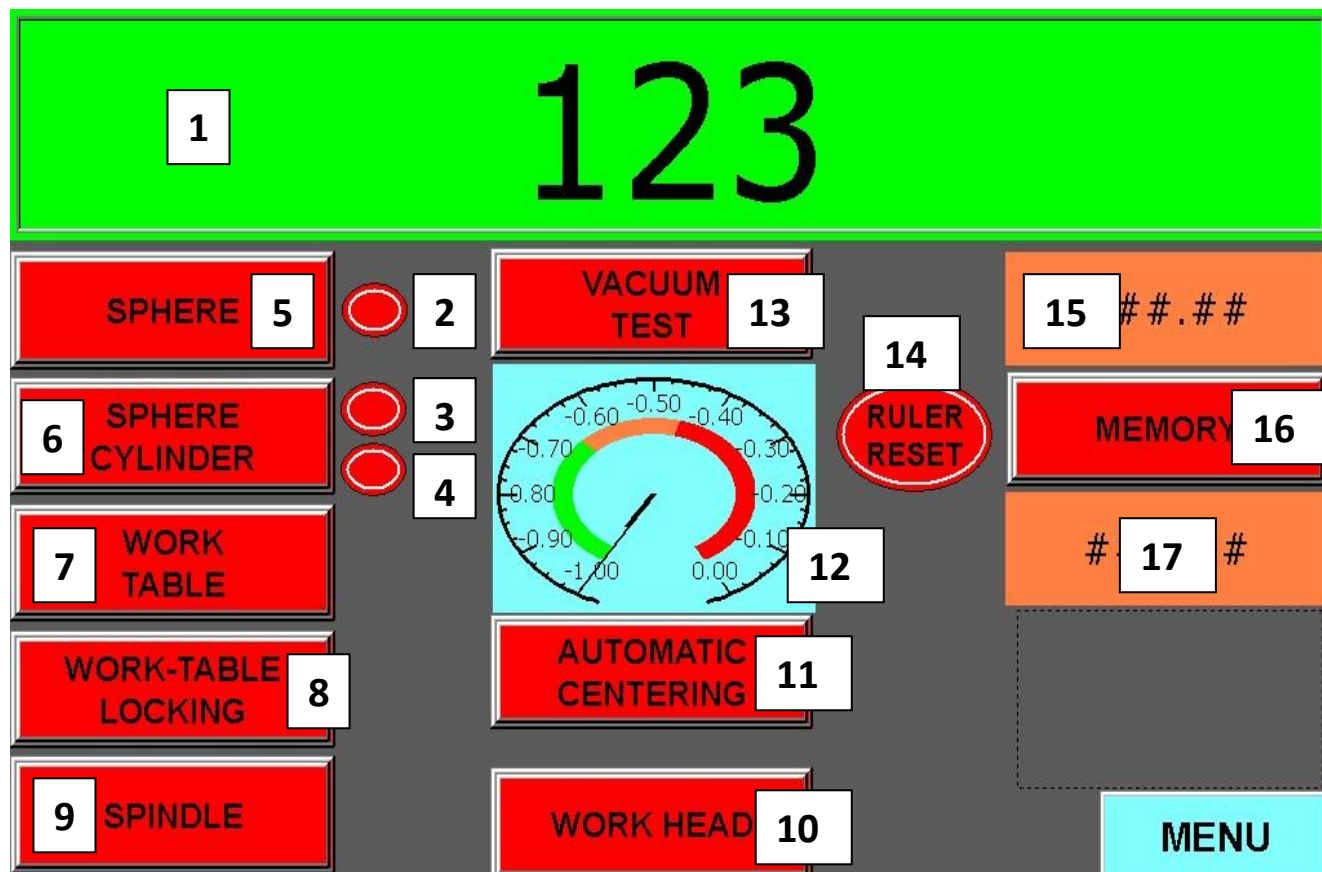 1
123
SPHERE 5
2
VACUUM
TEST
13
15 ##.##
14
6
SPHERE
CYLINDER
3
4
-1.00
-0.90
-0.80
-0.70
-0.60
-0.50
-0.40
-0.30
-0.20
-0.10
0.00
12
RULER
RESET
MEMORY 16
7
WORK
TABLE
# 17 #
WORK-TABLE
LOCKING
8
AUTOMATIC
CENTERING
11
9 SPINDLE
WORK HEAD 10
MENU